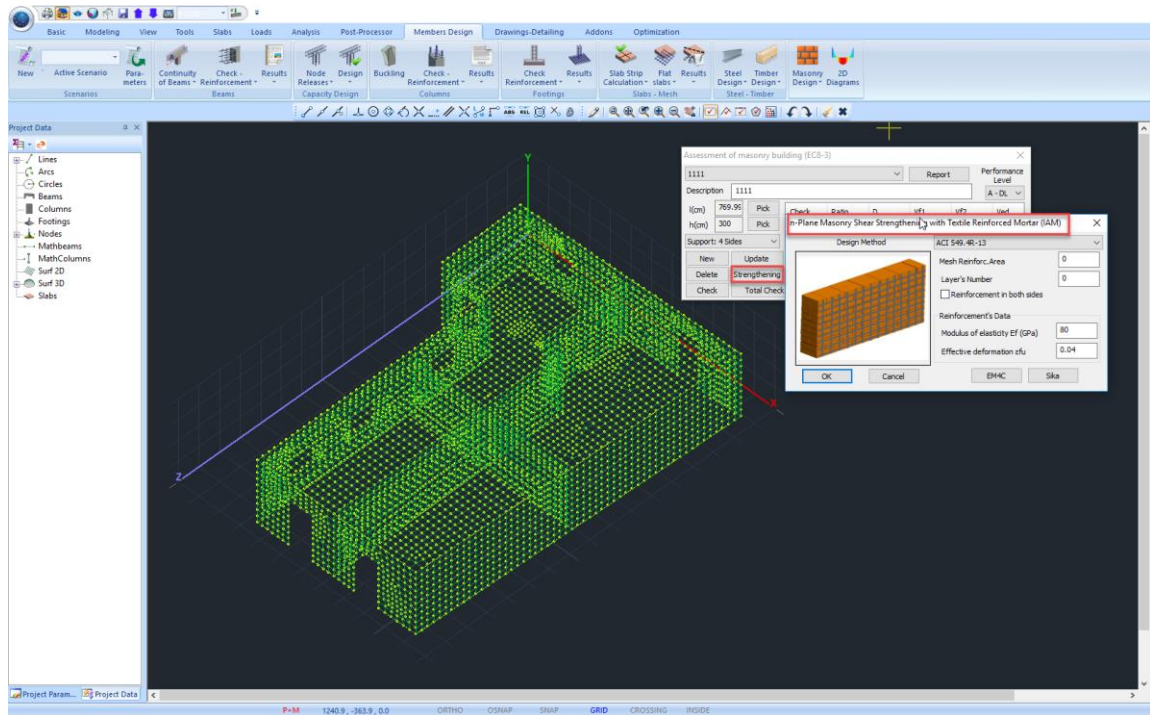 Basic Modeling View Tools Slabs Loads Analysis Post-Processor Members Design Drawings-Detailing Addons Optimization
New Active Scenario Para-meters Continuity of Beams Check - Reinforcement Results Node Releases Design Buckling Check - Reinforcement Results Check Reinforcement Results Slab Strip Calculation Flat slabs Results Steel Design Timber Design Masonry Design 2D Diagrams
Scenarios Beams Capacity Design Columns Footings Slabs - Mesh Steel - Timber
Project Data
Lines
Arcs
Circles
Beams
Columns
Footings
Nodes
Mathbeams
MathColumns
Surf 2D
Surf 3D
Slabs
Y
X
Z
Assessment of masonry building (EC8-3)
1111 Report Performance Level
Description 1111 A - DL
l(cm) 769.99 Pick Check Ratio D Vf1 Vf2 Ved
h(cm) 300 Pick
Support: 4 Sides
New Update
Delete Strengthening
Check Total Check
n-Plane Masonry Shear Strengthening with Textile Reinforced Mortar (IAM)
Design Method ACI 549.4R-13
Mesh Reinforc.Area 0
Layer's Number 0
Reinforcement in both sides
Reinforcement's Data
Modulus of elasticity Ef (GPa) 80
Effective deformation εfu 0.04
OK Cancel EM4C Sika
Project Param... Project Data
P+M 1240.9 , -363.9 , 0.0 ORTHO OSNAP SNAP GRID CROSSING INSIDE